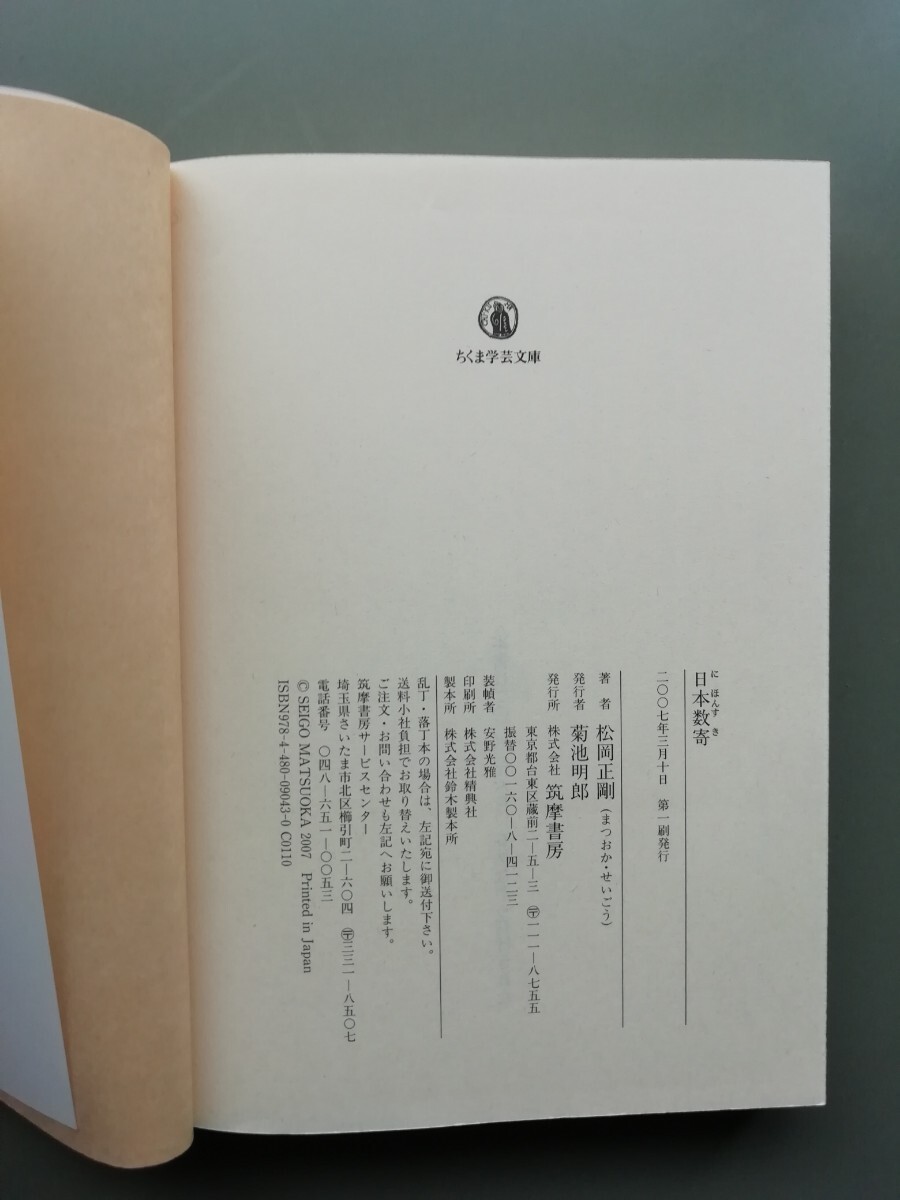 ちくま学芸文庫
日本数寄
にほんすき
二〇〇七年三月十日 第一刷発行
著者 松岡正剛(まつおか・せいごう)
発行者 菊池明郎
発行所 株式会社 筑摩書房
東京都台東区蔵前二―五―三 〒一一一―八七五五
振替〇〇一六〇―八―四一二三
装幀者 安野光雅
印刷所 株式会社精興社
製本所 株式会社鈴木製本所
乱丁・落丁本の場合は、左記宛に御送付下さい。
送料小社負担でお取り替えいたします。
ご注文・お問い合わせも左記へお願いします。
筑摩書房サービスセンター
埼玉県さいたま市北区櫛引町二―六〇四 〒三三一―八五〇七
電話番号 〇四八―六五一―〇〇五三
© SEIGO MATSUOKA 2007 Printed in Japan
ISBN978-4-480-09043-0 C0110